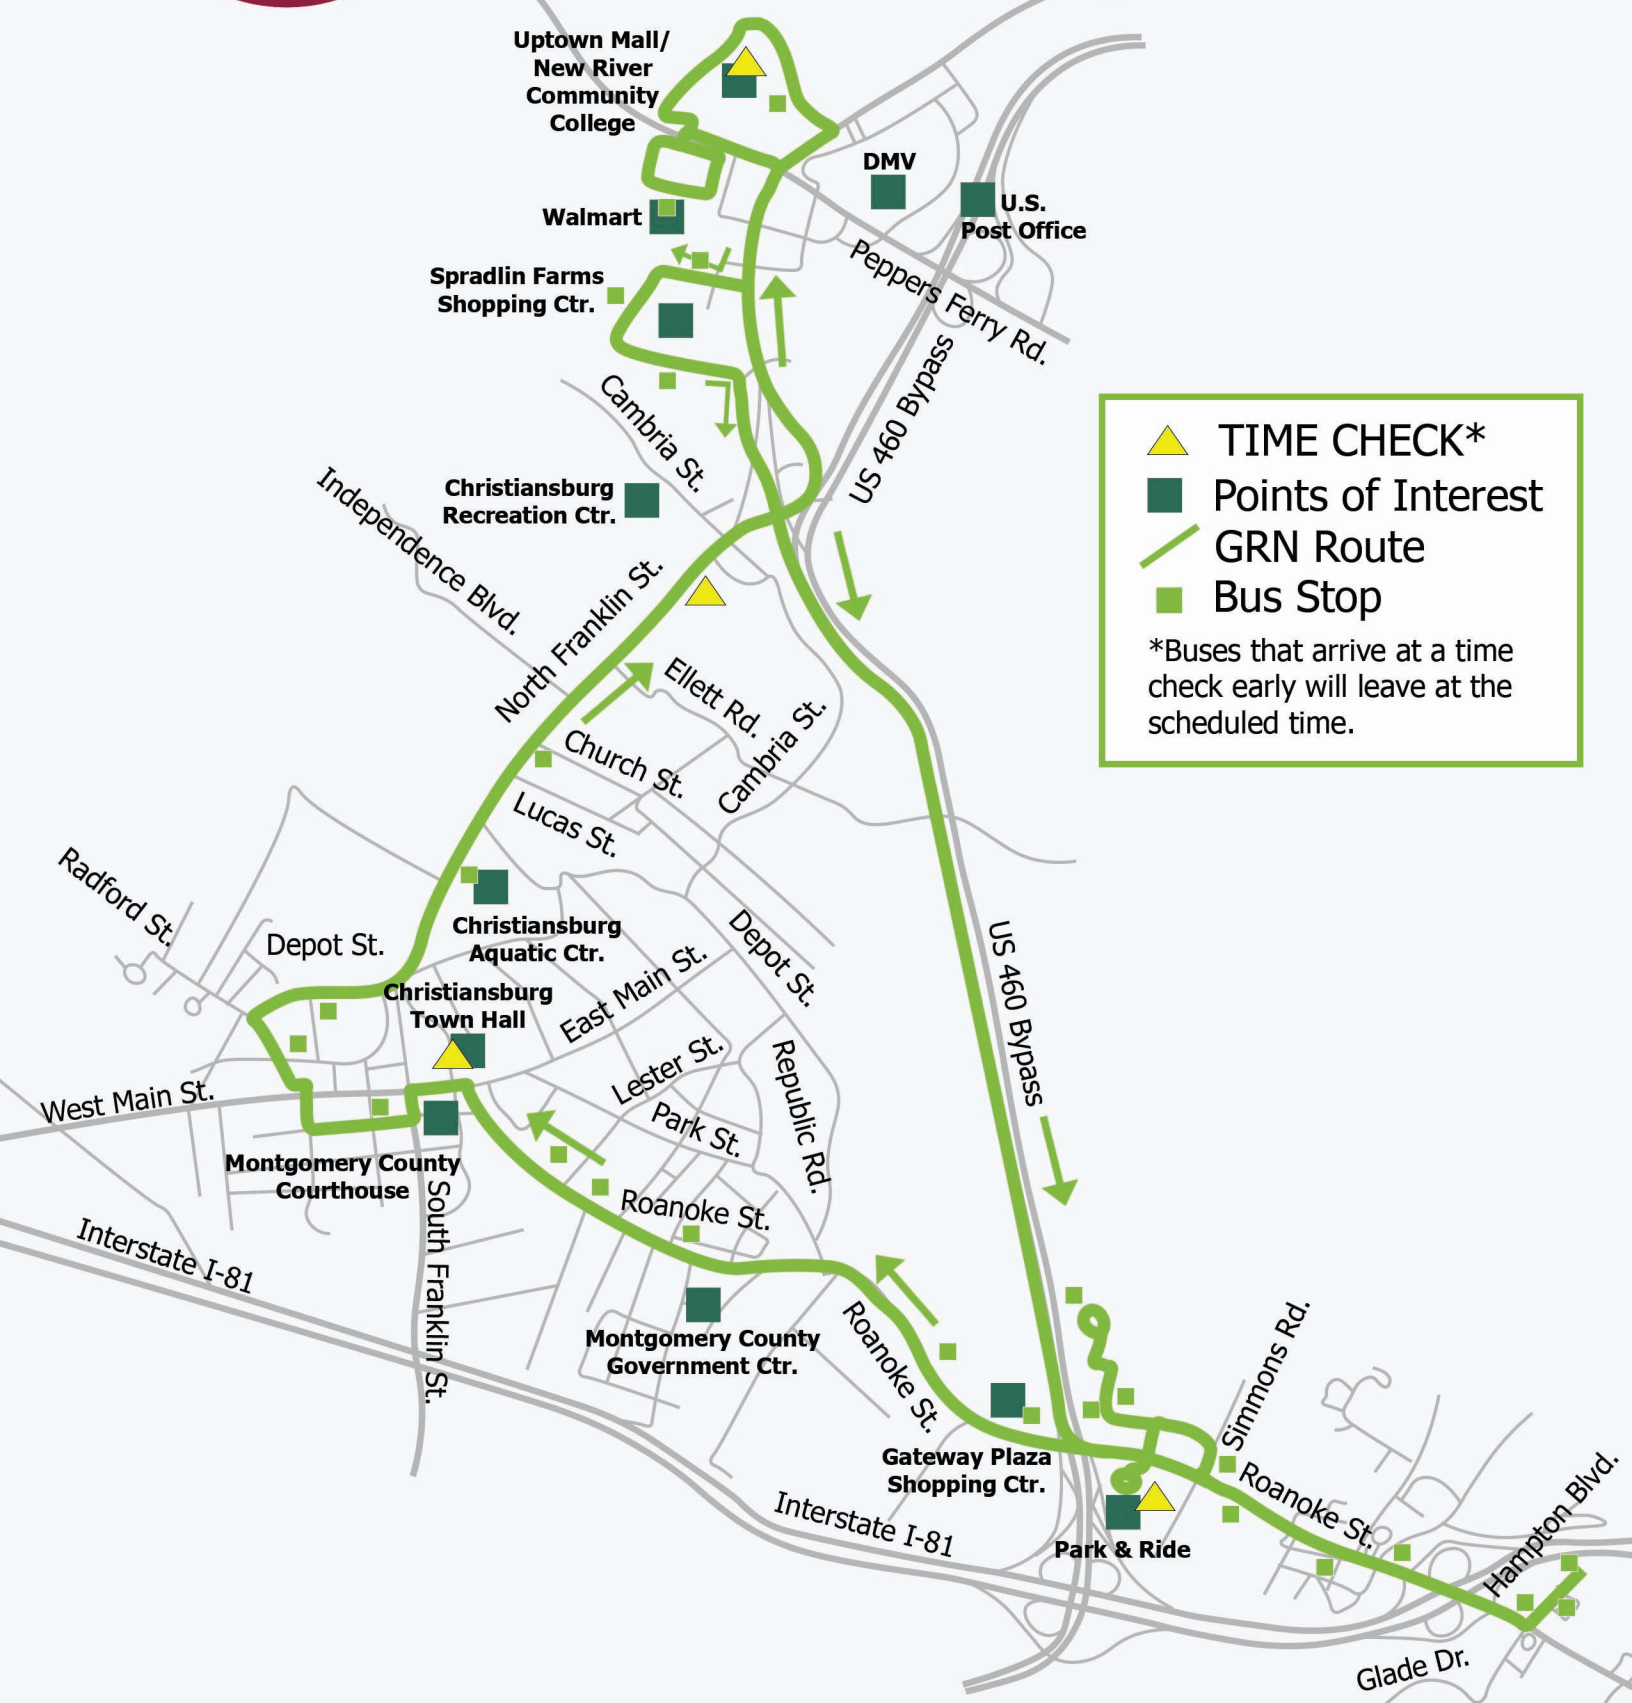 Uptown Mall/
New River
Community
College
DMV
U.S.
Post Office
Walmart
Peppers Ferry Rd.
Spradlin Farms
Shopping Ctr.
US 460 Bypass
Cambria St.
Christiansburg
Recreation Ctr.
Independence Blvd.
North Franklin St.
TIME CHECK*
Points of Interest
GRN Route
Bus Stop
*Buses that arrive at a time
check early will leave at the
scheduled time.
Ellett Rd.
Cambria St.
Church St.
Lucas St.
Radford St.
Depot St.
Christiansburg
Aquatic Ctr.
Depot St.
East Main St.
US 460 Bypass
Christiansburg
Town Hall
Lester St.
Republic Rd.
Park St.
West Main St.
Montgomery County
Courthouse
South Franklin St.
Roanoke St.
Interstate I-81
Montgomery County
Government Ctr.
Roanoke St.
Simmons Rd.
Gateway Plaza
Shopping Ctr.
Roanoke St.
Hampton Blvd.
Interstate I-81
Park & Ride
Glade Dr.